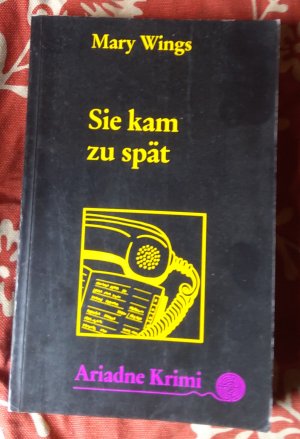 Mary Wings
Sie kam
zu spät
Ariadne Krimi